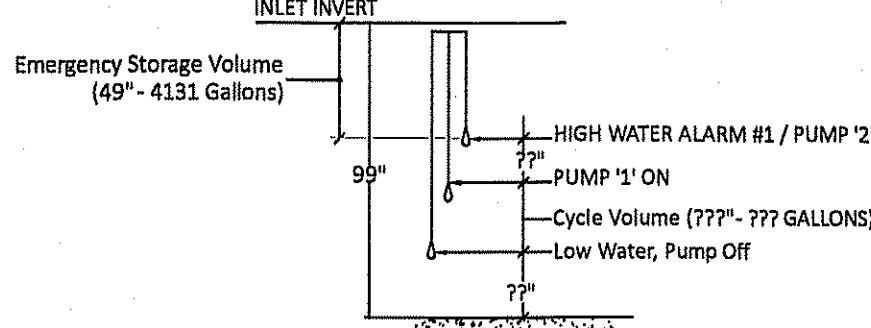 INLET INVERT
Emergency Storage Volume
(49" - 4131 Gallons)
HIGH WATER ALARM #1 / PUMP '2'
??"
99"
PUMP '1' ON
Cycle Volume (???" - ??? GALLONS)
Low Water, Pump Off
??"